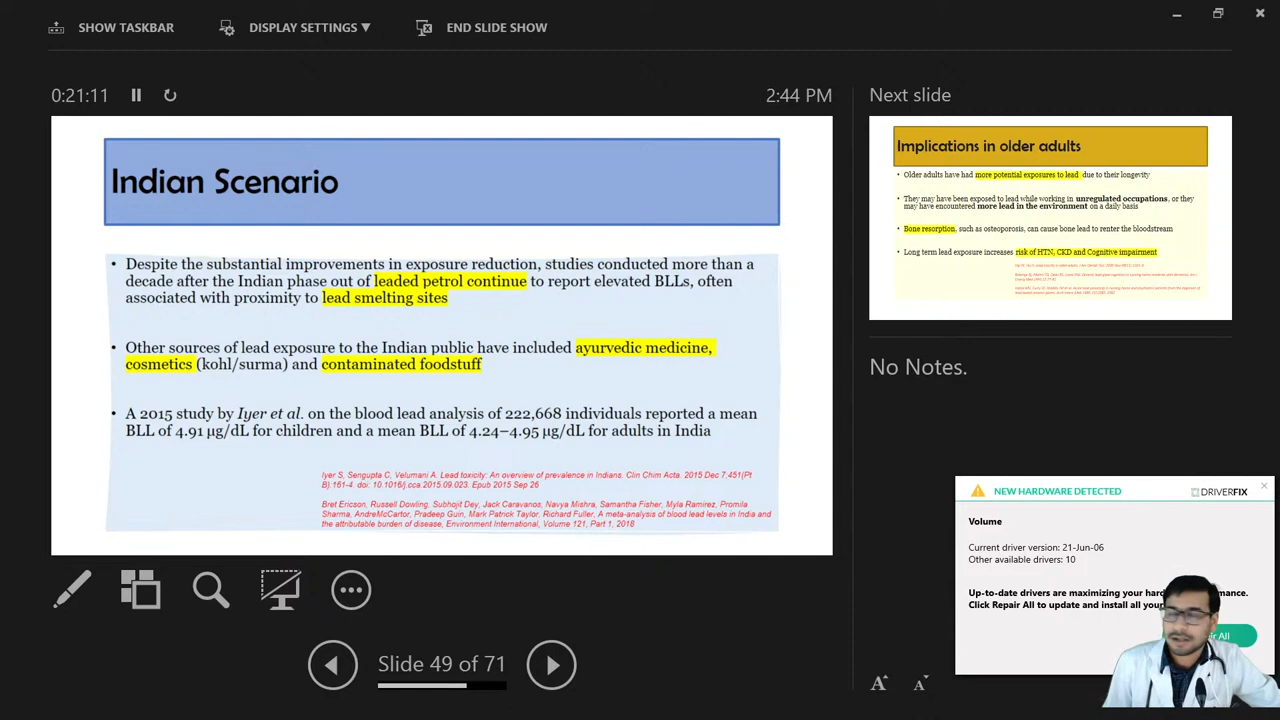 SHOW TASKBAR
DISPLAY SETTINGS ▼
END SLIDE SHOW
0:21:11
2:44 PM
Indian Scenario
• Despite the substantial improvements in lead exposure reduction, studies conducted more than a
decade after the Indian phase out of leaded petrol continue to report elevated BLLs, often
associated with proximity to lead smelting sites
• Other sources of lead exposure to the Indian public have included ayurvedic medicine,
cosmetics (kohl/surma) and contaminated foodstuff
• A 2015 study by Iyer et al. on the blood lead analysis of 222,668 individuals reported a mean
BLL of 4.91 µg/dL for children and a mean BLL of 4.24–4.95 µg/dL for adults in India
Iyer S, Sengupta C, Velumani A. Lead toxicity: An overview of prevalence in Indians. Clin Chim Acta. 2015 Dec 7;451(Pt
B).161-4. doi: 10.1016/j.cca.2015.09.023. Epub 2015 Sep 26
Bret Ericson, Russell Dowling, Subhojit Dey, Jack Caravanos, Navya Mishra, Samantha Fisher, Myla Ramirez, Promila
Sharma, AndreMcCartor, Pradeep Guin, Mark Patrick Taylor, Richard Fuller, A meta-analysis of blood lead levels in India and
the attributable burden of disease, Environment International, Volume 121, Part 1, 2018
Slide 49 of 71
Next slide
Implications in older adults
• Older adults have had more potential exposures to lead due to their longevity
• They may have been exposed to lead while working in unregulated occupations, or they
may have encountered more lead in the environment on a daily basis
• Bone resorption, such as osteoporosis, can cause bone lead to renter the bloodstream
• Long term lead exposure increases risk of HTN, CKD and Cognitive impairment
No Notes.
NEW HARDWARE DETECTED
DRIVERFIX
Volume
Current driver version: 21-Jun-06
Other available drivers: 10
Up-to-date drivers are maximizing your
Click Repair All to update and install all
All
A A